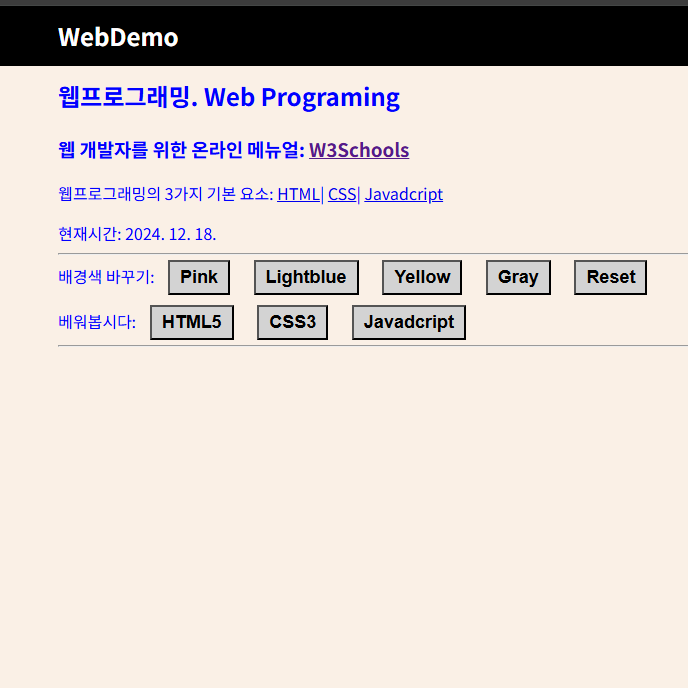 WebDemo
웹프로그래밍. Web Programing
웹 개발자를 위한 온라인 메뉴얼: W3Schools
웹프로그래밍의 3가지 기본 요소: HTML| CSS| Javadcript
현재시간: 2024. 12. 18.
배경색 바꾸기: Pink Lightblue Yellow Gray Reset
베워봅시다: HTML5 CSS3 Javadcript